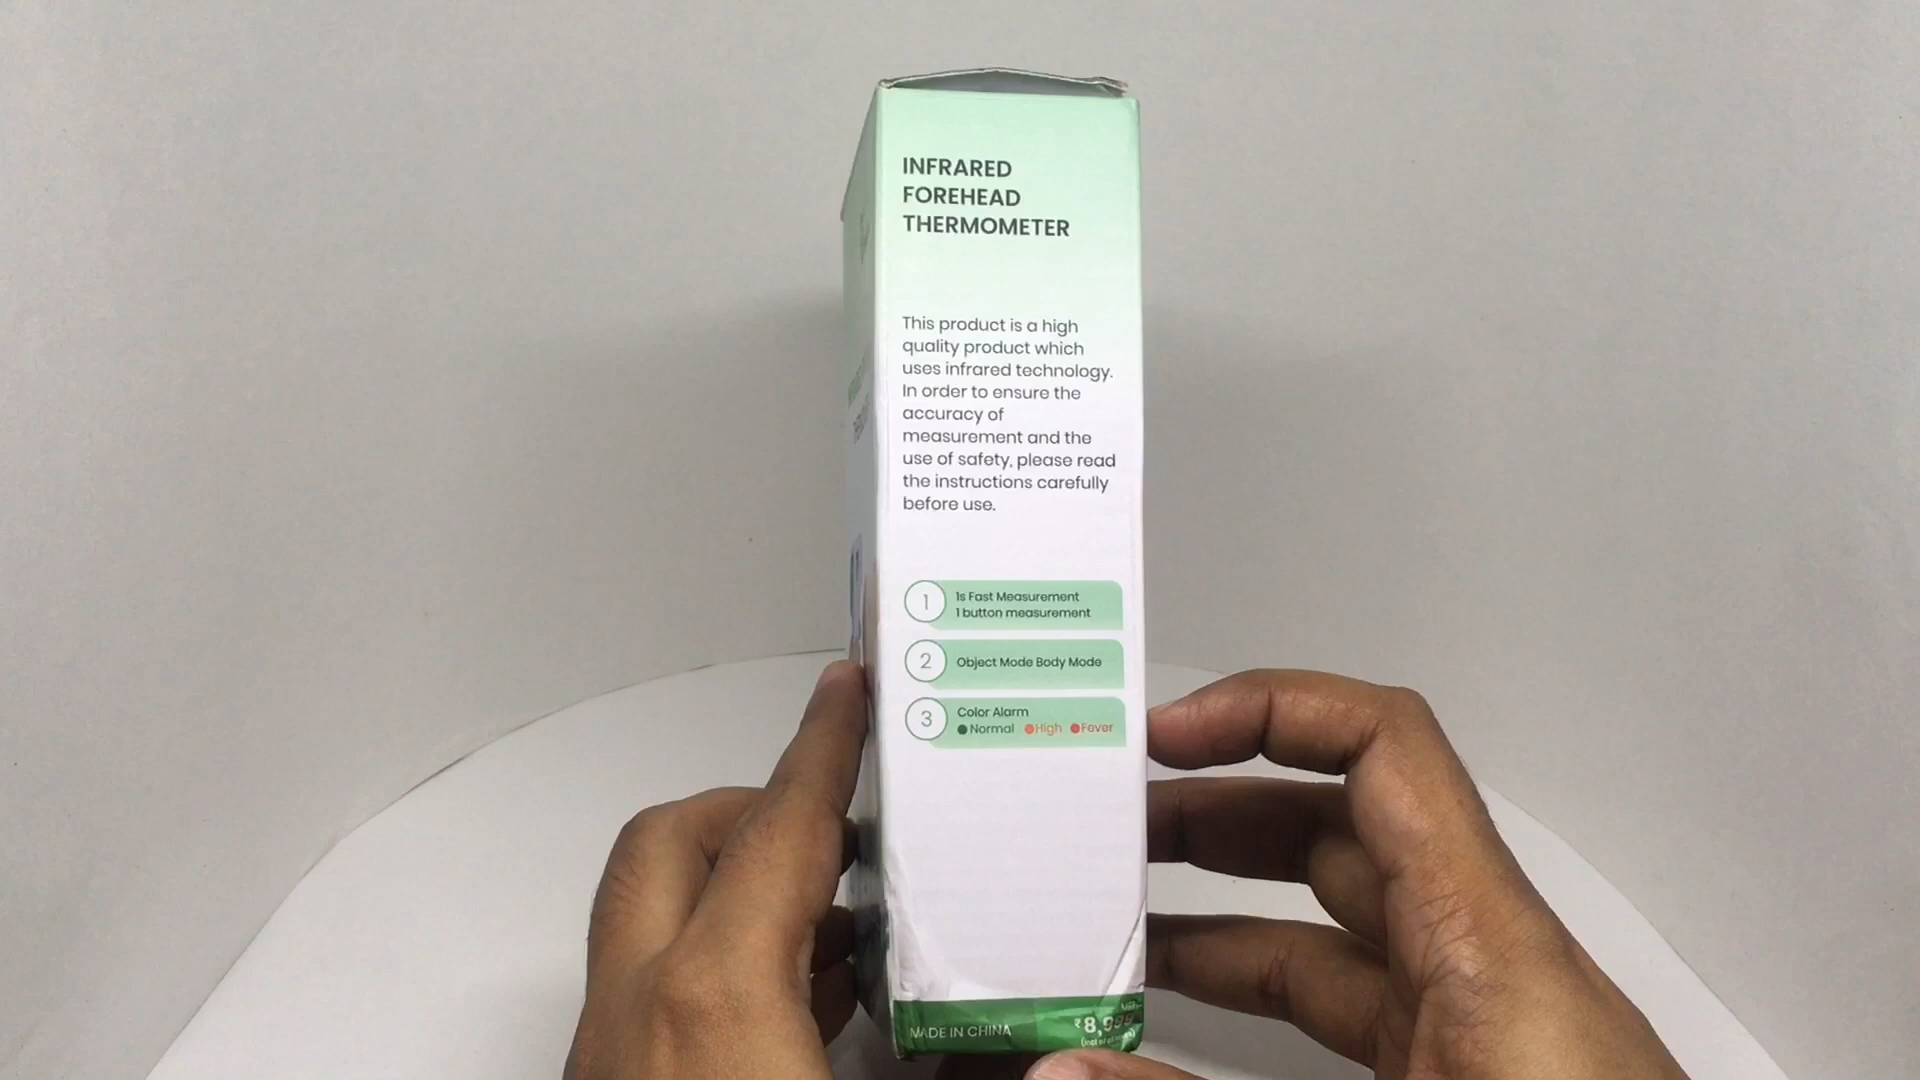 INFRARED
FOREHEAD
THERMOMETER
This product is a high
quality product which
uses infrared technology.
In order to ensure the
accuracy of
measurement and the
use of safety, please read
the instructions carefully
before use.
1
1s Fast Measurement
1 button measurement
2
Object Mode Body Mode
3
Color Alarm
Normal High Fever
MADE IN CHINA
₹8,999